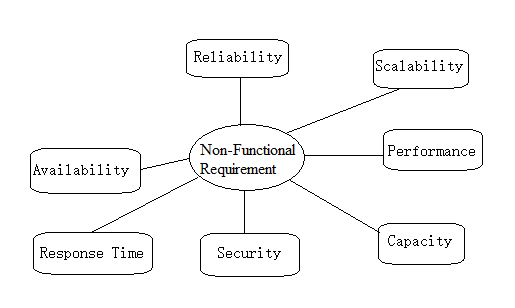 Reliability
Scalability
Non-Functional
Requirement
Performance
Availability
Response Time
Security
Capacity